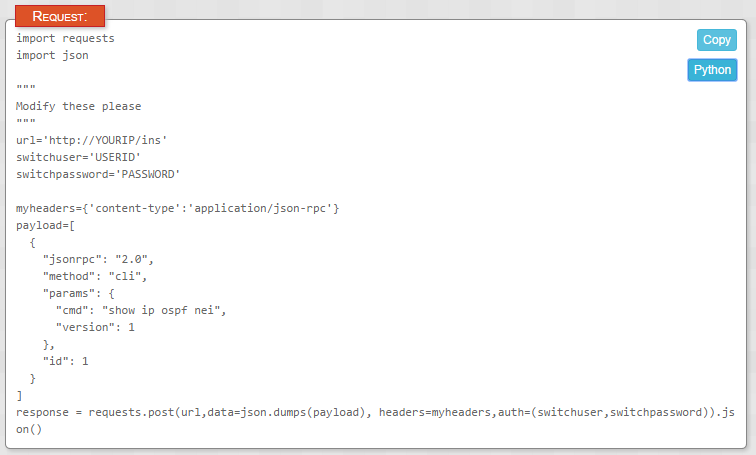 Request:
Copy
Python
import requests
import json
"""
Modify these please
"""
url='http://YOURIP/ins'
switchuser='USERID'
switchpassword='PASSWORD'
myheaders={'content-type':'application/json-rpc'}
payload=[
  {
    "jsonrpc": "2.0",
    "method": "cli",
    "params": {
      "cmd": "show ip ospf nei",
      "version": 1
    },
    "id": 1
  }
]
response = requests.post(url,data=json.dumps(payload), headers=myheaders,auth=(switchuser,switchpassword)).js
on()